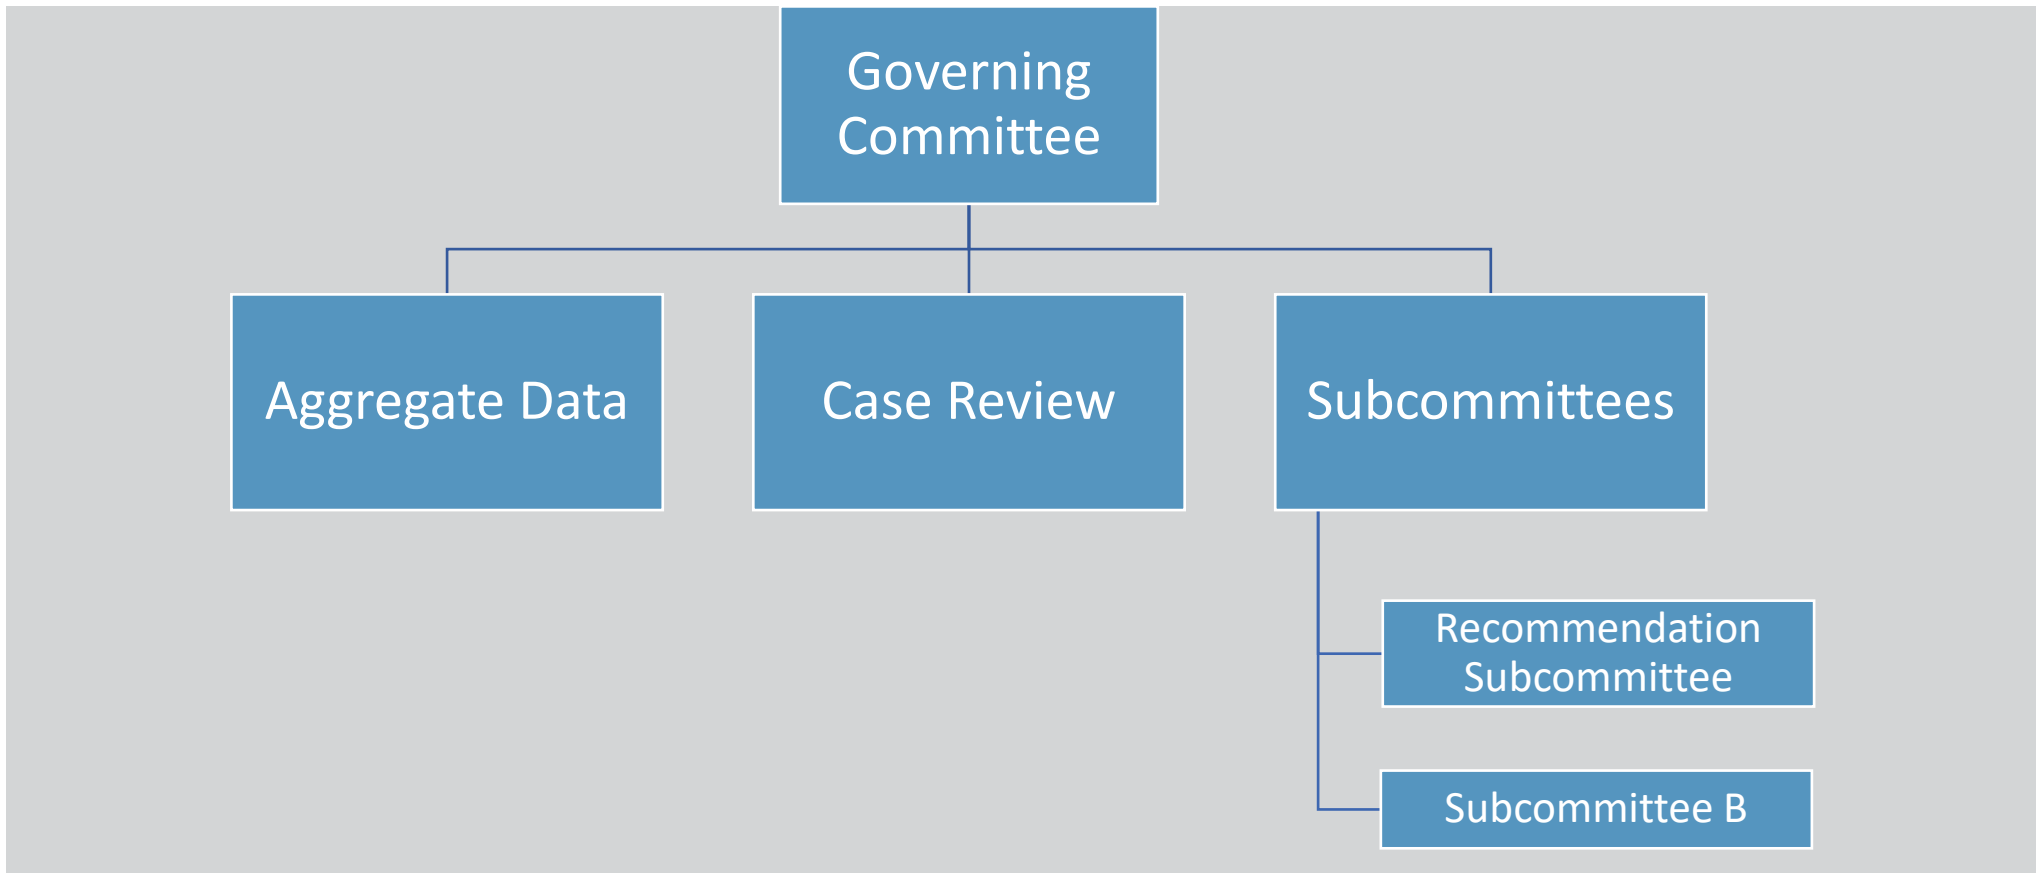 Governing
Committee
Aggregate Data
Case Review
Subcommittees
Recommendation
Subcommittee
Subcommittee B